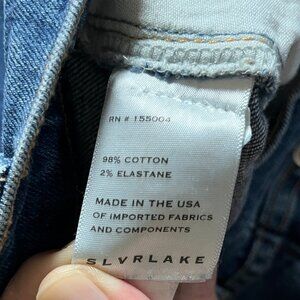 RN # 155004
98% COTTON
2% ELASTANE
MADE IN THE USA
OF IMPORTED FABRICS
AND COMPONENTS
SLVRLAKE